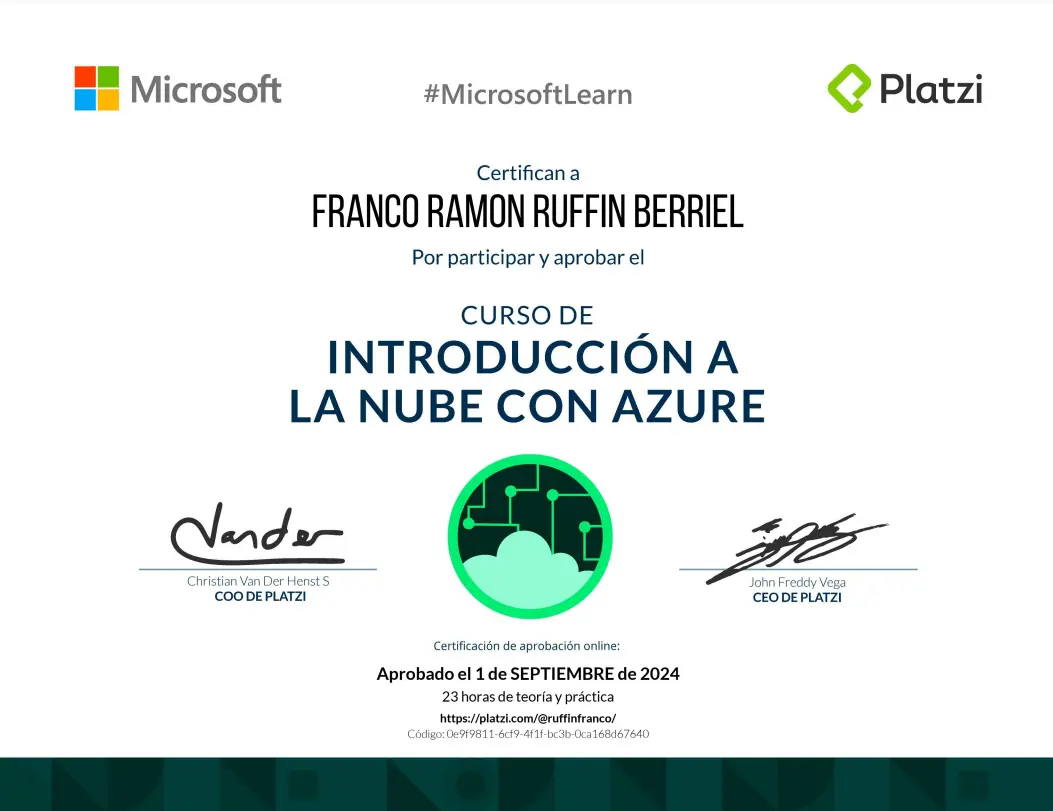 Microsoft
#MicrosoftLearn
Platzi
Certifican a
FRANCO RAMON RUFFIN BERRIEL
Por participar y aprobar el
CURSO DE
INTRODUCCIÓN A
LA NUBE CON AZURE
Vander
Christian Van Der Henst S
COO DE PLATZI
John Freddy Vega
CEO DE PLATZI
Certificación de aprobación online:
Aprobado el 1 de SEPTIEMBRE de 2024
23 horas de teoría y práctica
https://platzi.com/@ruffinfranco/
Código: 0e9f9811-6cf9-4f1f-bc3b-0ca168d67640